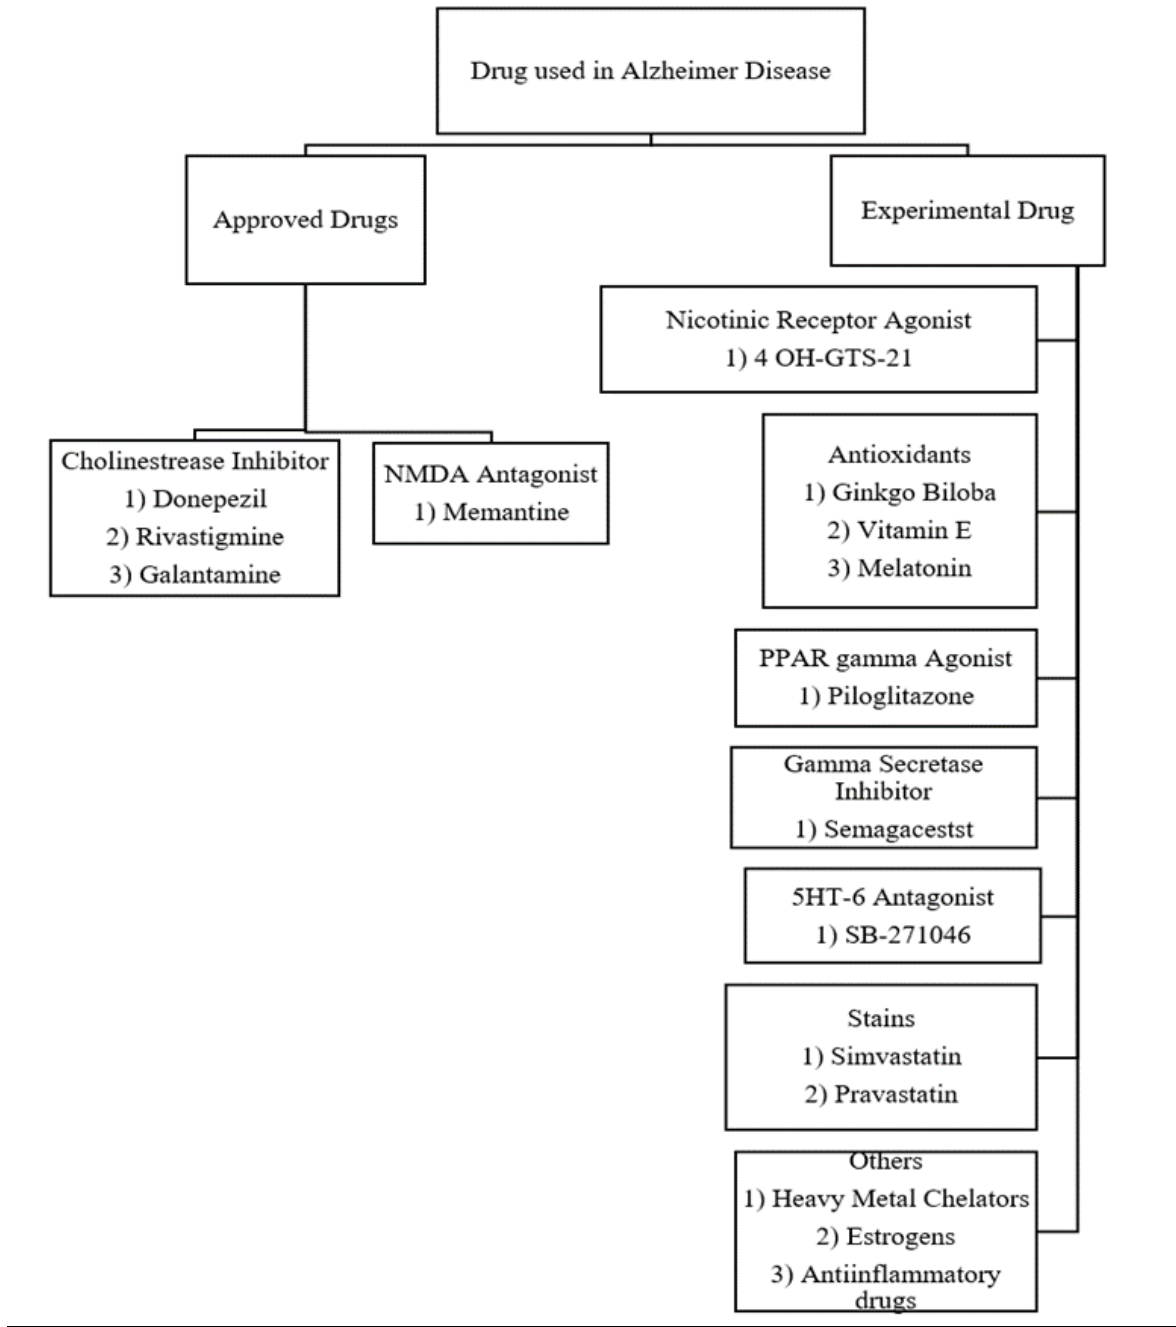 Drug used in Alzheimer Disease
Approved Drugs
Experimental Drug
Cholinestrease Inhibitor
1) Donepezil
2) Rivastigmine
3) Galantamine
NMDA Antagonist
1) Memantine
Nicotinic Receptor Agonist
1) 4 OH-GTS-21
Antioxidants
1) Ginkgo Biloba
2) Vitamin E
3) Melatonin
PPAR gamma Agonist
1) Piloglitazone
Gamma Secretase
Inhibitor
1) Semagacestst
5HT-6 Antagonist
1) SB-271046
Stains
1) Simvastatin
2) Pravastatin
Others
1) Heavy Metal Chelators
2) Estrogens
3) Antiinflammatory
drugs